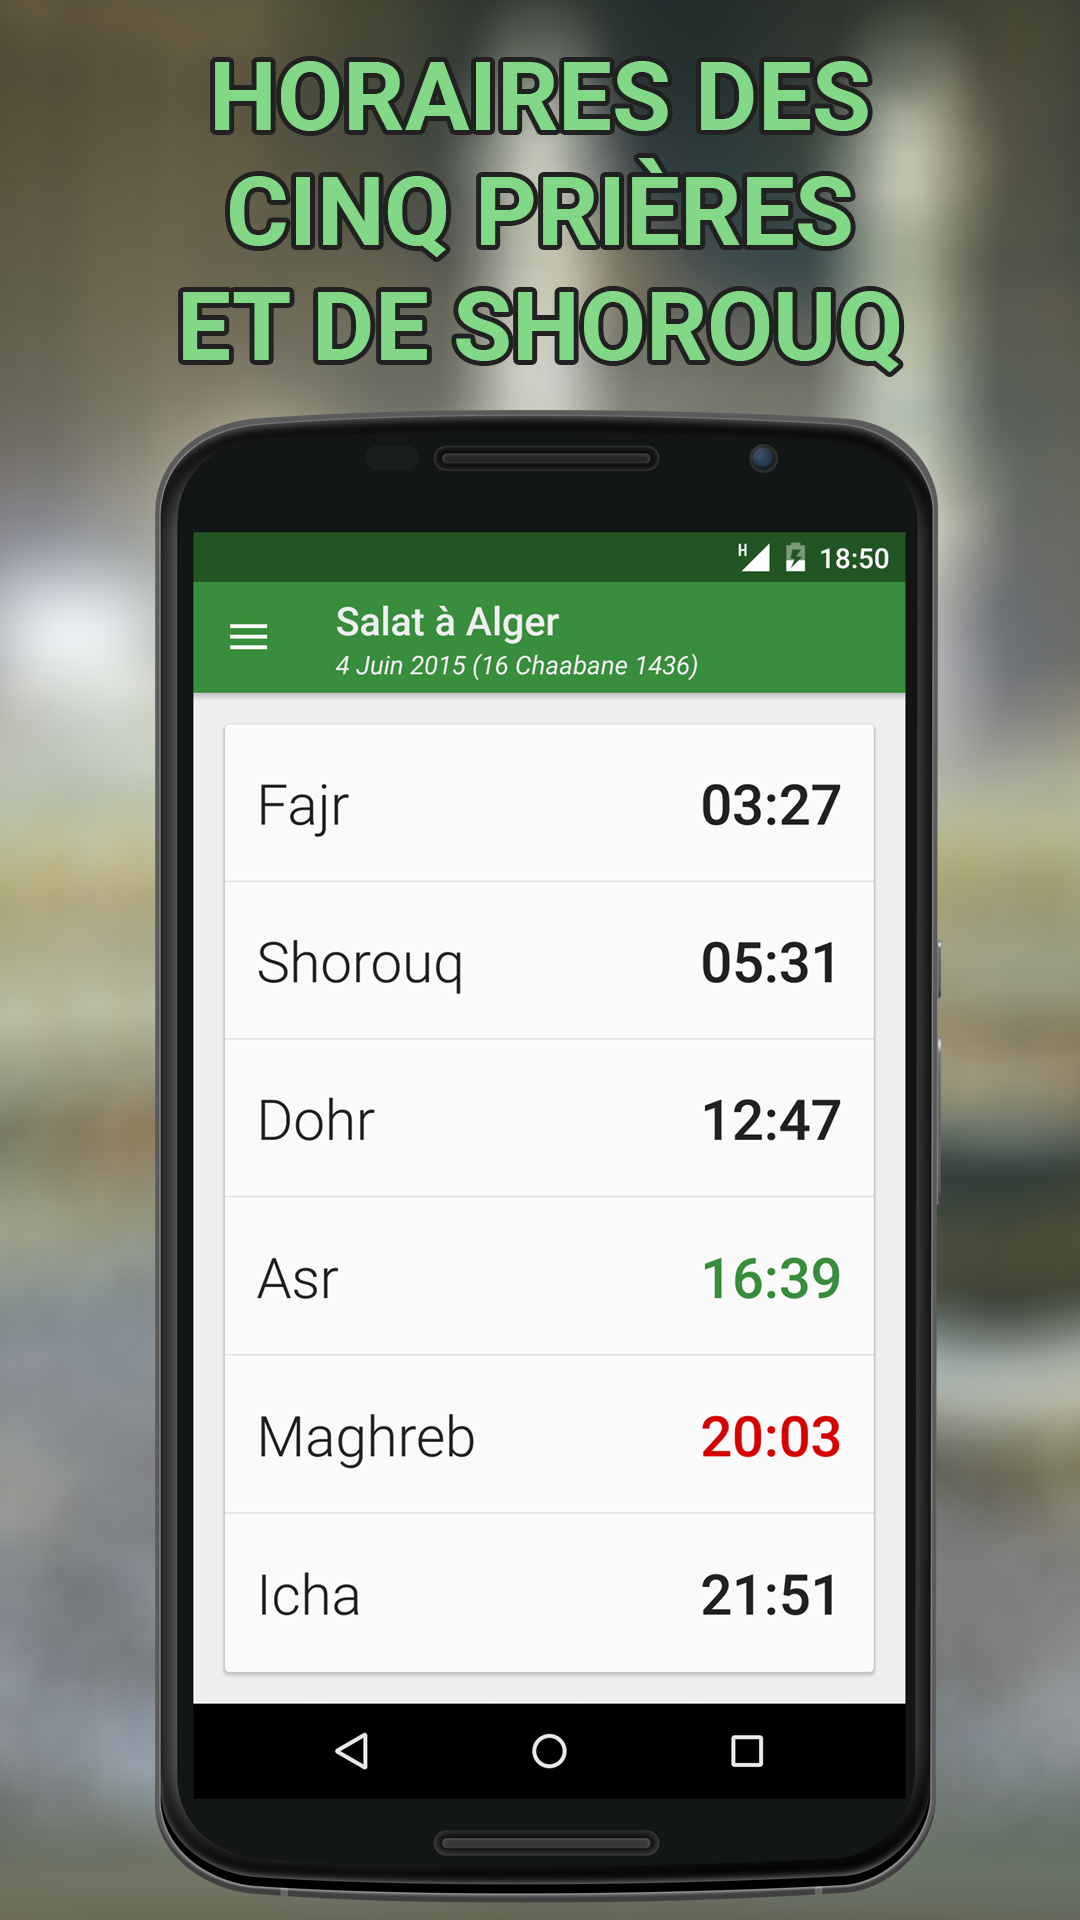 HORAIRES DES
CINQ PRIÈRES
ET DE SHOROUQ
H 18:50
Salat à Alger
4 Juin 2015 (16 Chaabane 1436)
Fajr 03:27
Shorouq 05:31
Dohr 12:47
Asr 16:39
Maghreb 20:03
Icha 21:51